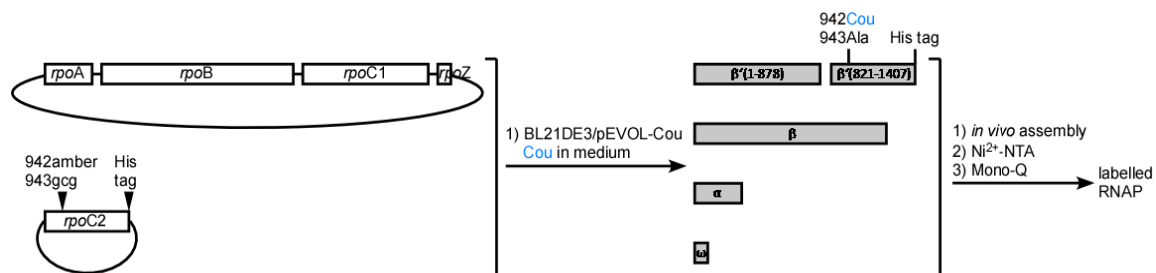 rpoA rpoB rpoC1 rpoZ
942amber
943gcg
His
tag
rpoC2
1) BL21DE3/pEVOL-Cou
Cou in medium
942Cou
943Ala
His tag
β'(1-878) β'(821-1407)
β
α
ω
1) in vivo assembly
2) Ni²⁺-NTA
3) Mono-Q
labelled
RNAP